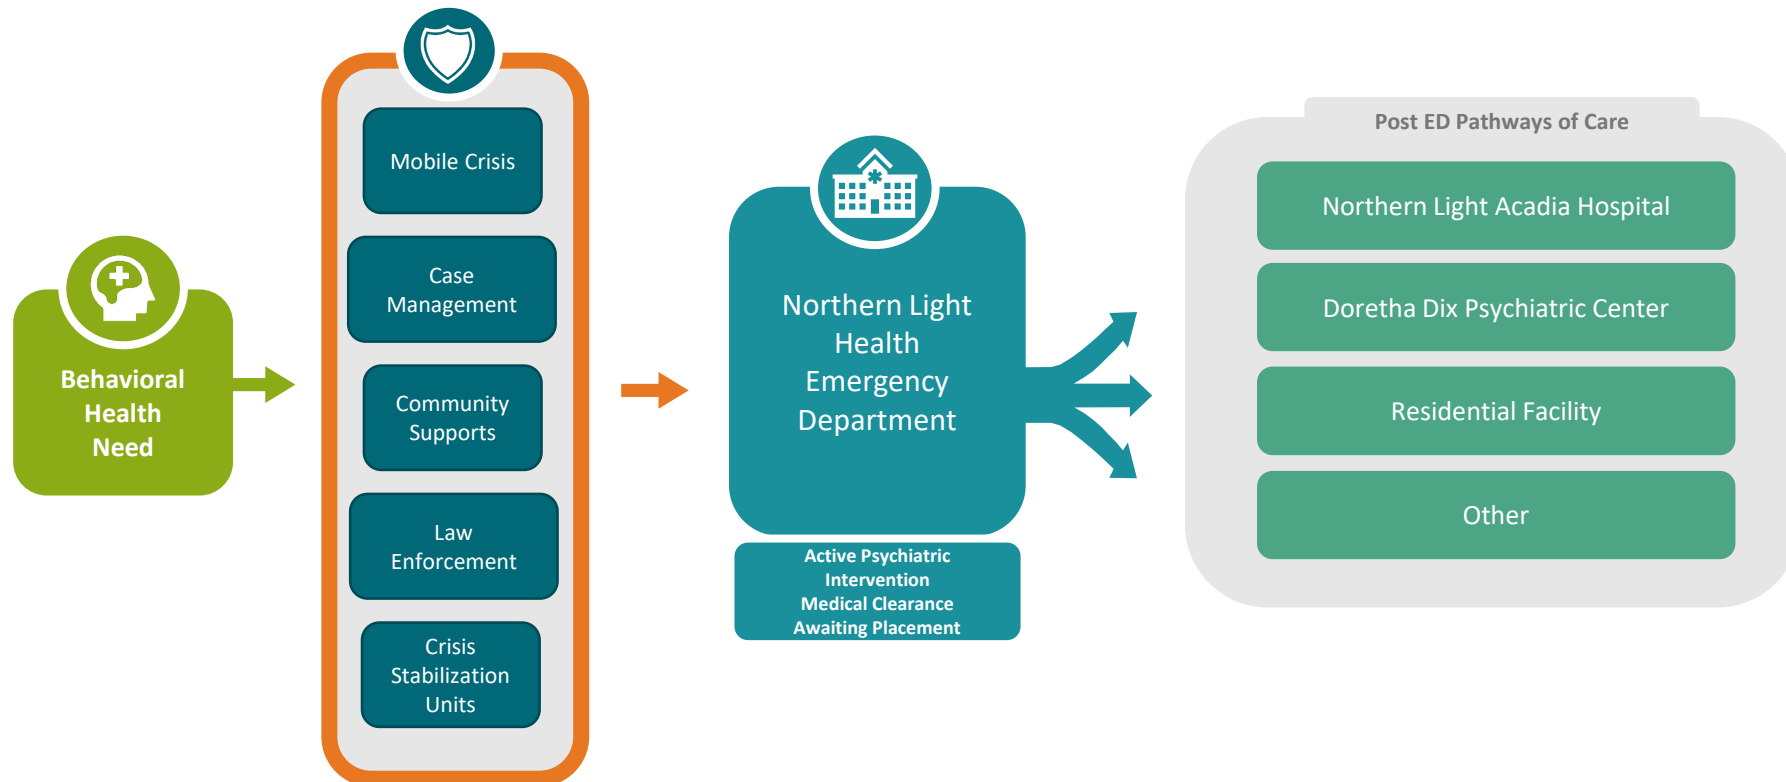 Behavioral
Health
Need
Mobile Crisis
Case
Management
Community
Supports
Law
Enforcement
Crisis
Stabilization
Units
Northern Light
Health
Emergency
Department
Active Psychiatric
Intervention
Medical Clearance
Awaiting Placement
Post ED Pathways of Care
Northern Light Acadia Hospital
Doretha Dix Psychiatric Center
Residential Facility
Other